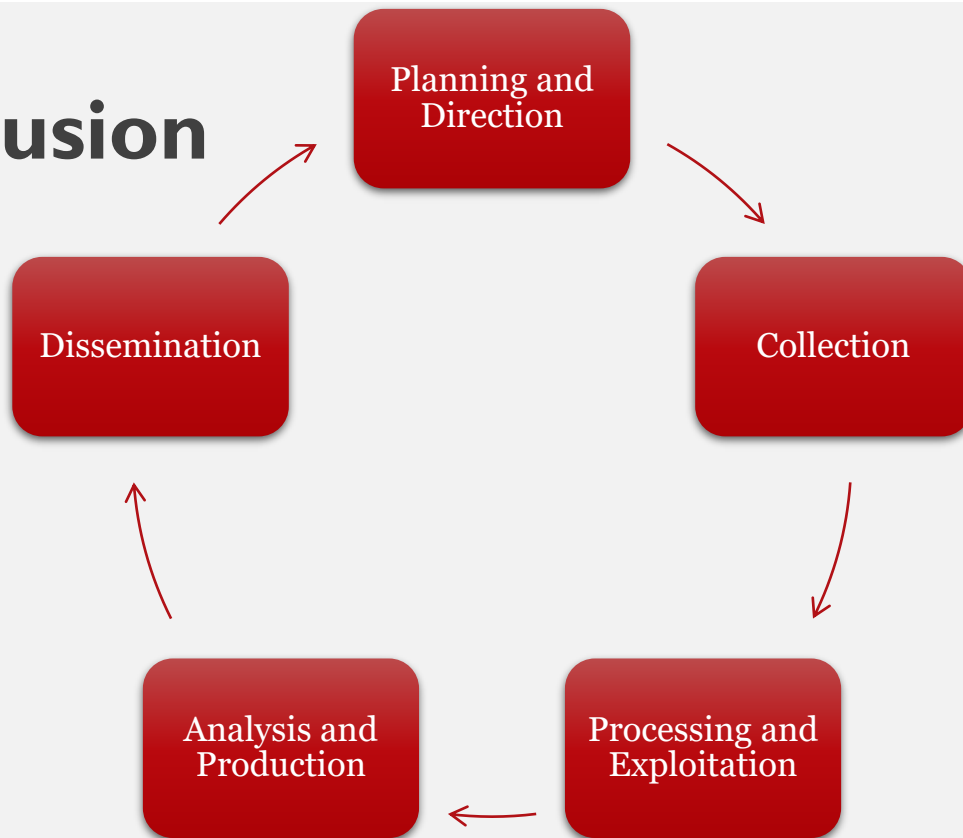 usion
Planning and
Direction
Collection
Processing and
Exploitation
Analysis and
Production
Dissemination